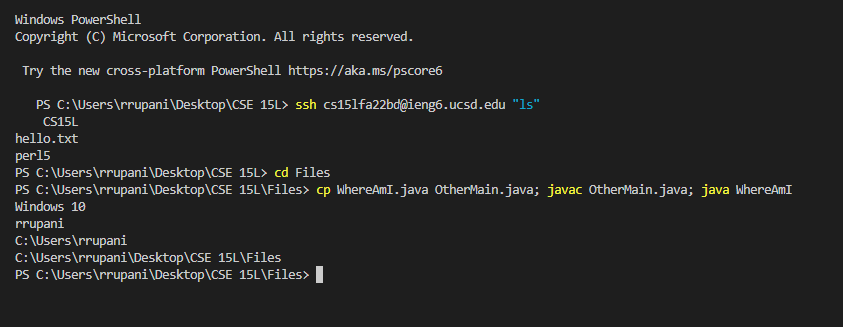 Windows PowerShell
Copyright (C) Microsoft Corporation. All rights reserved.
Try the new cross-platform PowerShell https://aka.ms/pscore6
PS C:\Users\rrupani\Desktop\CSE 15L> ssh cs15lfa22bd@ieng6.ucsd.edu "ls"
CS15L
hello.txt
perl5
PS C:\Users\rrupani\Desktop\CSE 15L> cd Files
PS C:\Users\rrupani\Desktop\CSE 15L\Files> cp WhereAmI.java OtherMain.java; javac OtherMain.java; java WhereAmI
Windows 10
rrupani
C:\Users\rrupani
C:\Users\rrupani\Desktop\CSE 15L\Files
PS C:\Users\rrupani\Desktop\CSE 15L\Files>